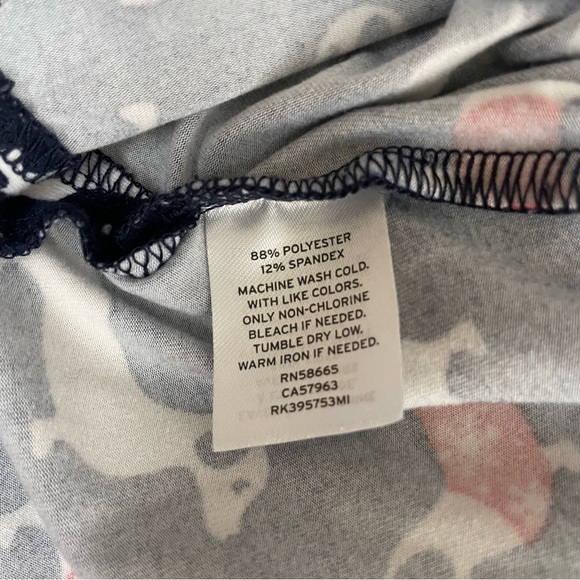 88% POLYESTER
12% SPANDEX
MACHINE WASH COLD.
WITH LIKE COLORS.
ONLY NON-CHLORINE
BLEACH IF NEEDED.
TUMBLE DRY LOW.
WARM IRON IF NEEDED.
RN58665
CA57963
RK395753MI